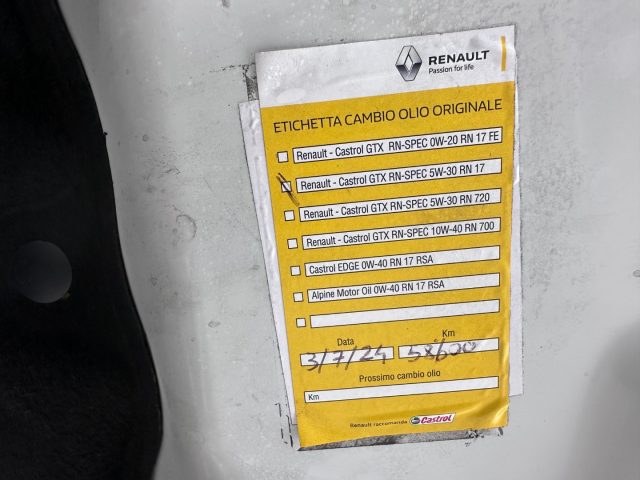 RENAULT
Passion for life
ETICHETTA CAMBIO OLIO ORIGINALE
Renault - Castrol GTX RN-SPEC 0W-20 RN 17 FE
Renault - Castrol GTX RN-SPEC 5W-30 RN 17
Renault - Castrol GTX RN-SPEC 5W-30 RN 720
Renault - Castrol GTX RN-SPEC 10W-40 RN 700
Castrol EDGE 0W-40 RN 17 RSA
Alpine Motor Oil 0W-40 RN 17 RSA
Data Km
3/7/24 58600
Prossimo cambio olio
Km
Renault raccomanda Castrol